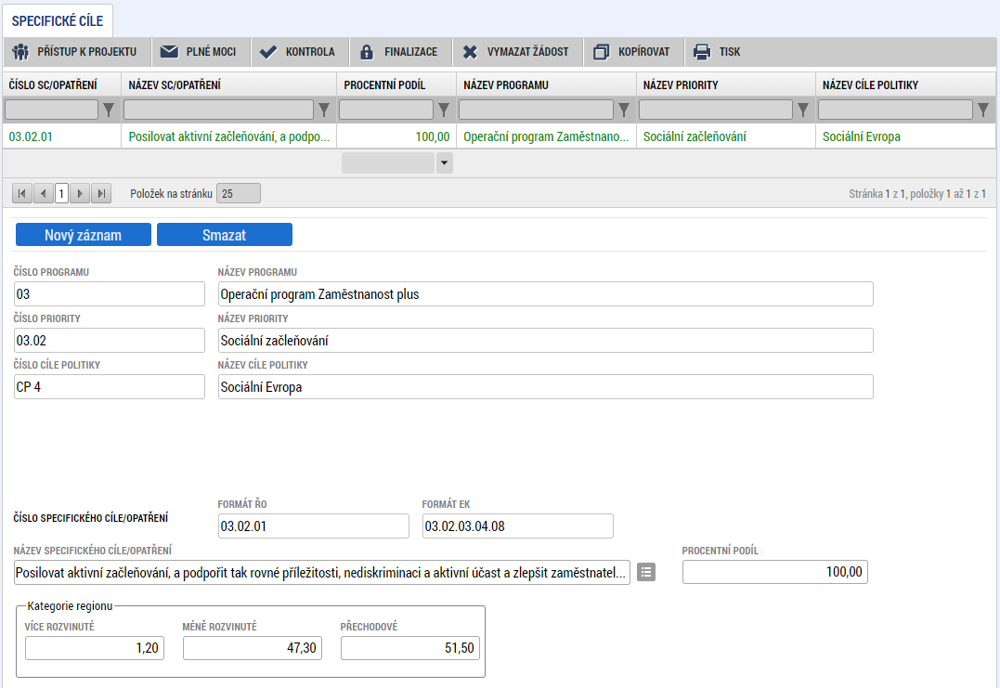 SPECIFICKÉ CÍLE
PŘÍSTUP K PROJEKTU PLNÉ MOCI KONTROLA FINALIZACE VYMAZAT ŽÁDOST KOPÍROVAT TISK
ČÍSLO SC/OPATŘENÍ NÁZEV SC/OPATŘENÍ PROCENTNÍ PODÍL NÁZEV PROGRAMU NÁZEV PRIORITY NÁZEV CÍLE POLITIKY
03.02.01 Posilovat aktivní začleňování, a podpo... 100,00 Operační program Zaměstnano... Sociální začleňování Sociální Evropa
1 Položek na stránku 25 Stránka 1 z 1, položky 1 až 1 z 1
Nový záznam Smazat
ČÍSLO PROGRAMU NÁZEV PROGRAMU
03 Operační program Zaměstnanost plus
ČÍSLO PRIORITY NÁZEV PRIORITY
03.02 Sociální začleňování
ČÍSLO CÍLE POLITIKY NÁZEV CÍLE POLITIKY
CP 4 Sociální Evropa
FORMÁT ŘO FORMÁT EK
ČÍSLO SPECIFICKÉHO CÍLE/OPATŘENÍ 03.02.01 03.02.03.04.08
NÁZEV SPECIFICKÉHO CÍLE/OPATŘENÍ PROCENTNÍ PODÍL
Posilovat aktivní začleňování, a podpořit tak rovné příležitosti, nediskriminaci a aktivní účast a zlepšit zaměstnatel... 100,00
Kategorie regionu
VÍCE ROZVINUTÉ MÉNĚ ROZVINUTÉ PŘECHODOVÉ
1,20 47,30 51,50